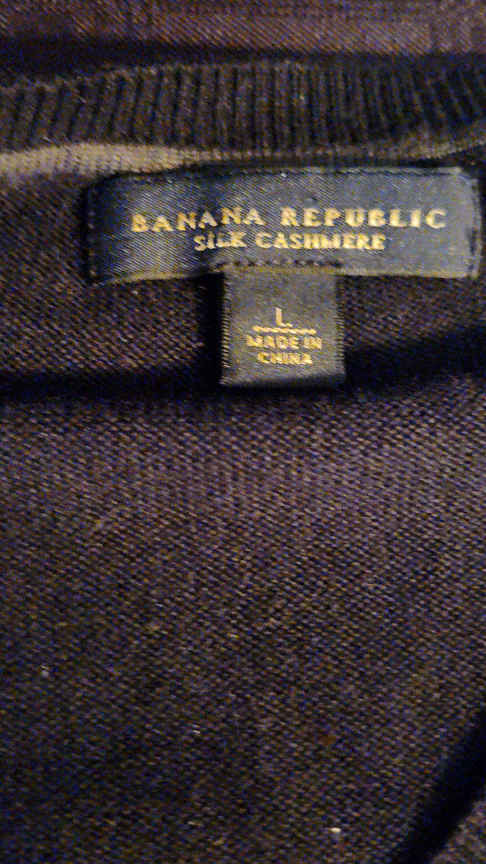 BANANA REPUBLIC
SILK CASHMERE
L
MADE IN
CHINA